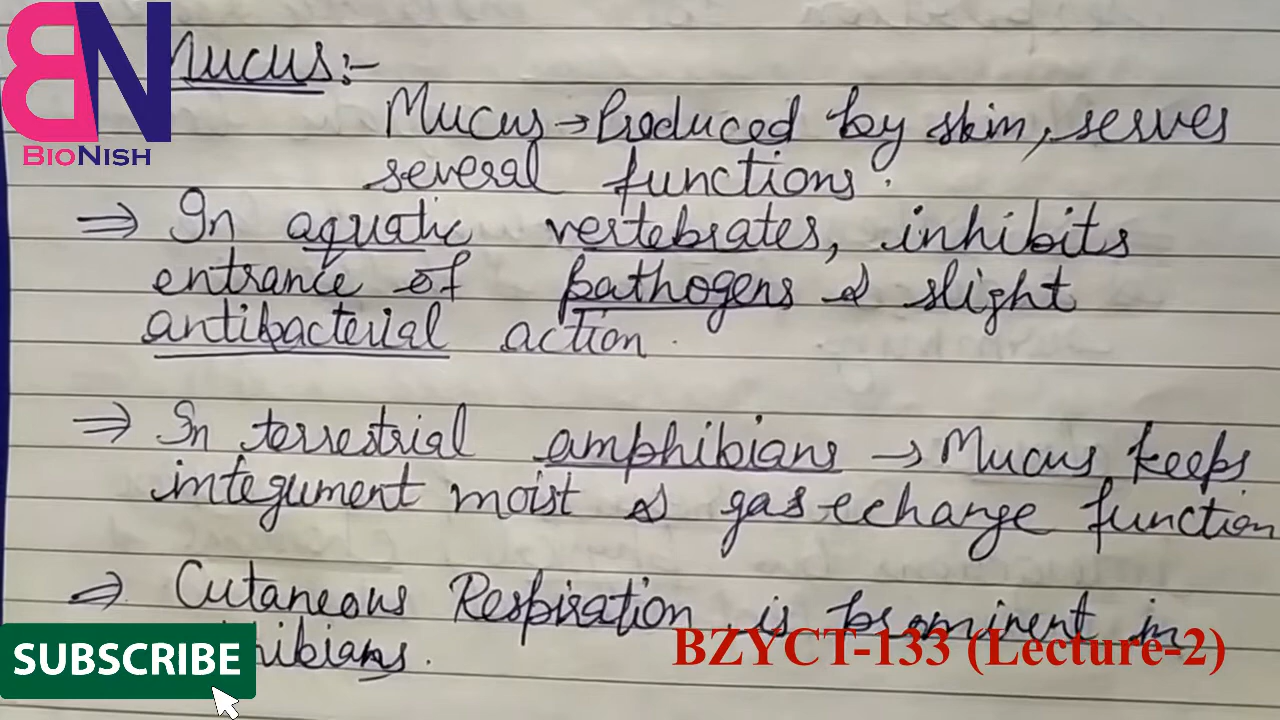 BN
BIONISH
Mucus:-
Mucus → Produced by skin, serves
several functions.
⇒ In aquatic vertebrates, inhibits
entrance of pathogens & slight
antibacterial action.
⇒ In terrestrial amphibians → Mucus keeps
integument moist & gas echange function
⇒ Cutaneous Respiration is prominent in
hibians.
SUBSCRIBE
BZYCT-133 (Lecture-2)